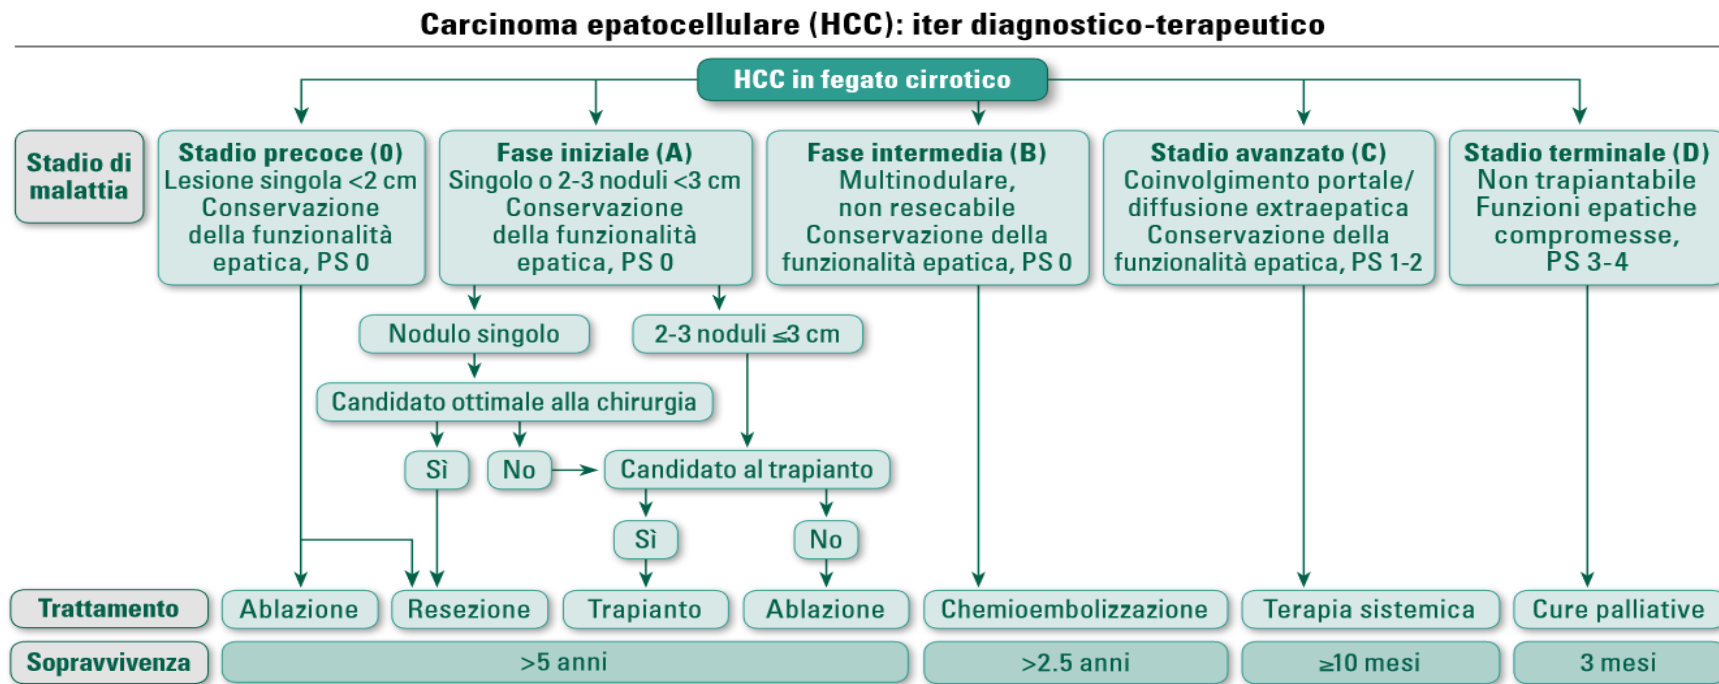 Carcinoma epatocellulare (HCC): iter diagnostico-terapeutico
HCC in fegato cirrotico
Stadio di
malattia
Stadio precoce (0)
Lesione singola <2 cm
Conservazione
della funzionalità
epatica, PS 0
Fase iniziale (A)
Singolo o 2-3 noduli <3 cm
Conservazione
della funzionalità
epatica, PS 0
Fase intermedia (B)
Multinodulare,
non resecabile
Conservazione della
funzionalità epatica, PS 0
Stadio avanzato (C)
Coinvolgimento portale/
diffusione extraepatica
Conservazione della
funzionalità epatica, PS 1-2
Stadio terminale (D)
Non trapiantabile
Funzioni epatiche
compromesse,
PS 3-4
Nodulo singolo
2-3 noduli ≤3 cm
Candidato ottimale alla chirurgia
Sì
No
Candidato al trapianto
Sì
No
Trattamento
Ablazione
Resezione
Trapianto
Ablazione
Chemioembolizzazione
Terapia sistemica
Cure palliative
Sopravvivenza
>5 anni
>2.5 anni
≥10 mesi
3 mesi